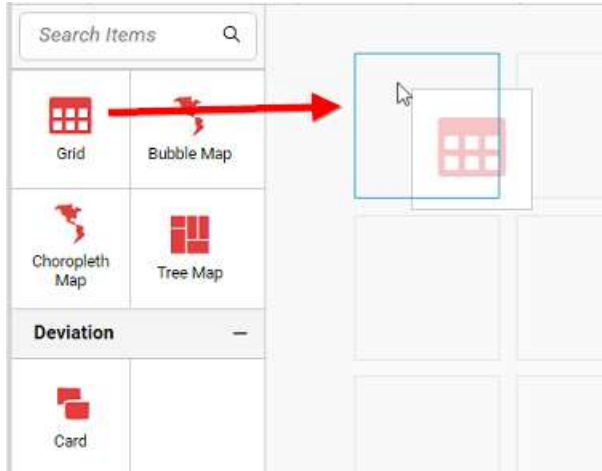 Search Items
Grid
Bubble Map
Choropleth
Map
Tree Map
Deviation
Card